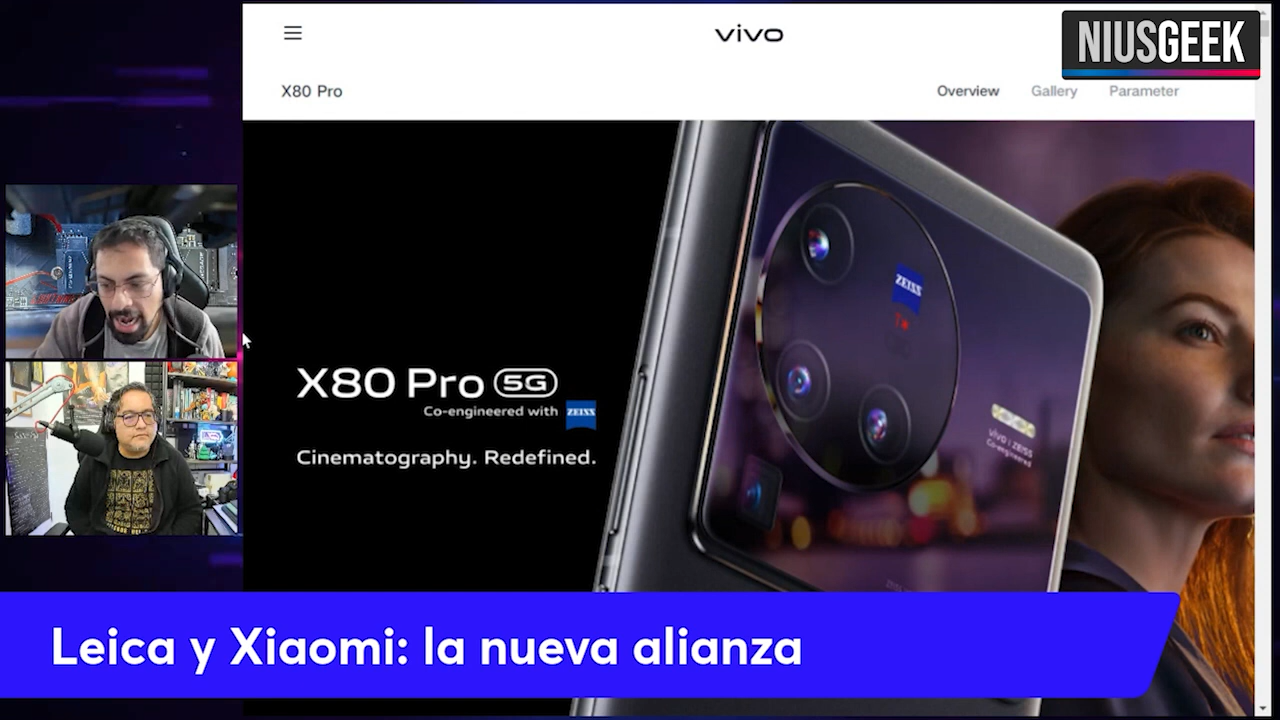 vivo
NIUSGEEK
X80 Pro
Overview
Gallery
Parameter
ZEISS
X80 Pro 5G
Co-engineered with ZEISS
Cinematography. Redefined.
vivo | ZEISS
Co-engineered
Leica y Xiaomi: la nueva alianza